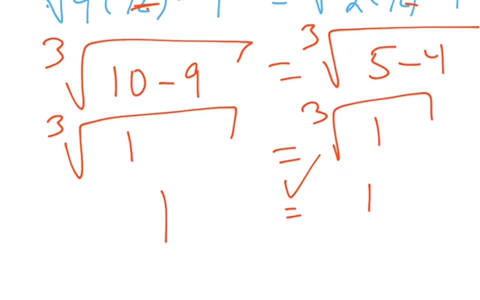 ∛(10-9) = ∛(5-4)
∛1 = ∛1
1 = 1